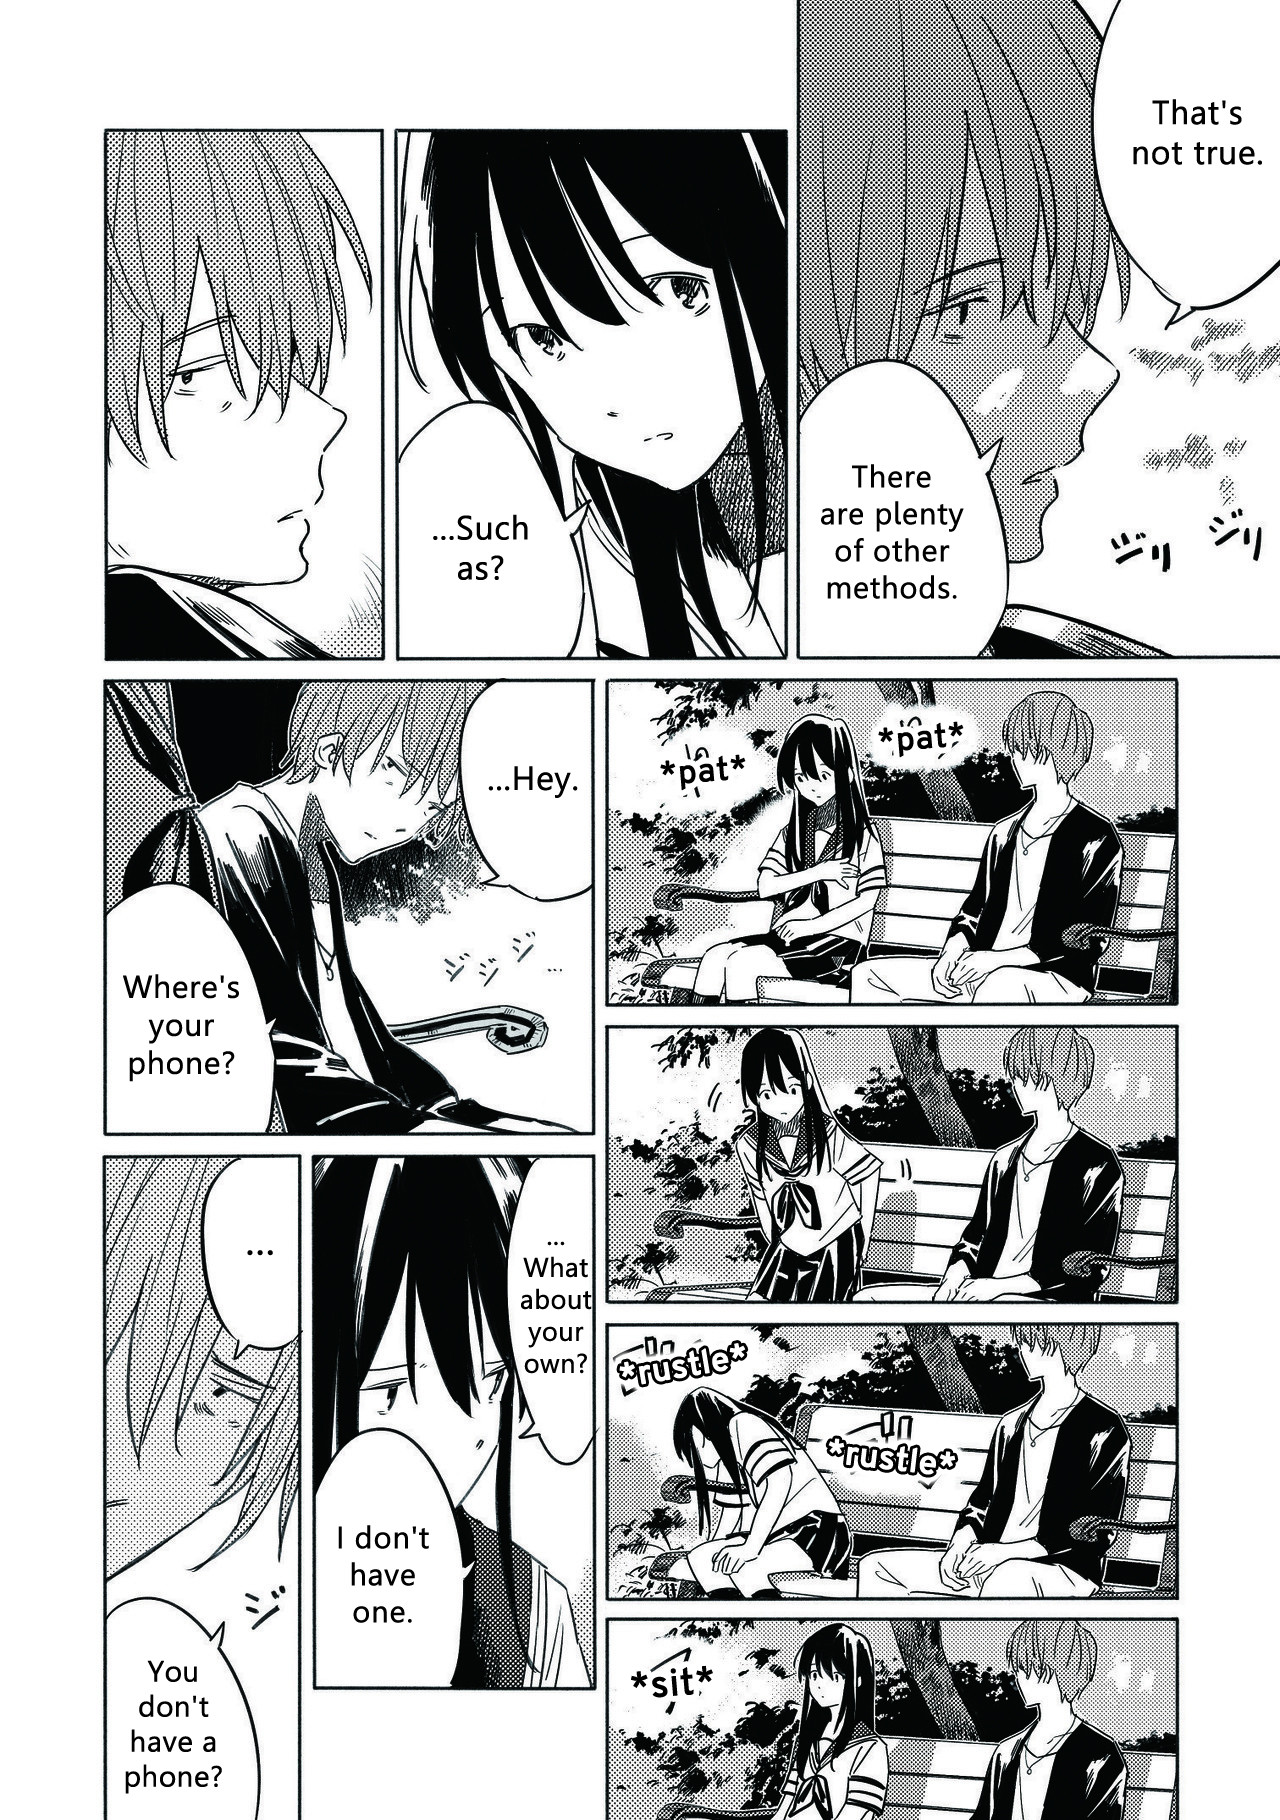 That's
not true.
There
are plenty
of other
methods.
ジリ
ジリ
...Such
as?
*pat*
*pat*
*rustle*
*rustle*
*sit*
...Hey.
ジジ...
Where's
your
phone?
...
What
about
your
own?
I don't
have
one.
...
ジ
You
don't
have a
phone?